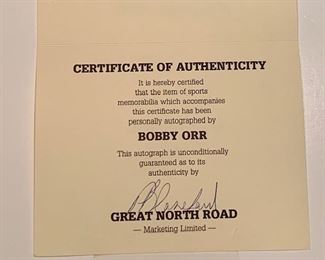 CERTIFICATE OF AUTHENTICITY
It is hereby certified
that the item of sports
memorabilia which accompanies
this certificate has been
personally autographed by
BOBBY ORR
This autograph is unconditionally
guaranteed as to its
authenticity by
GREAT NORTH ROAD
— Marketing Limited —